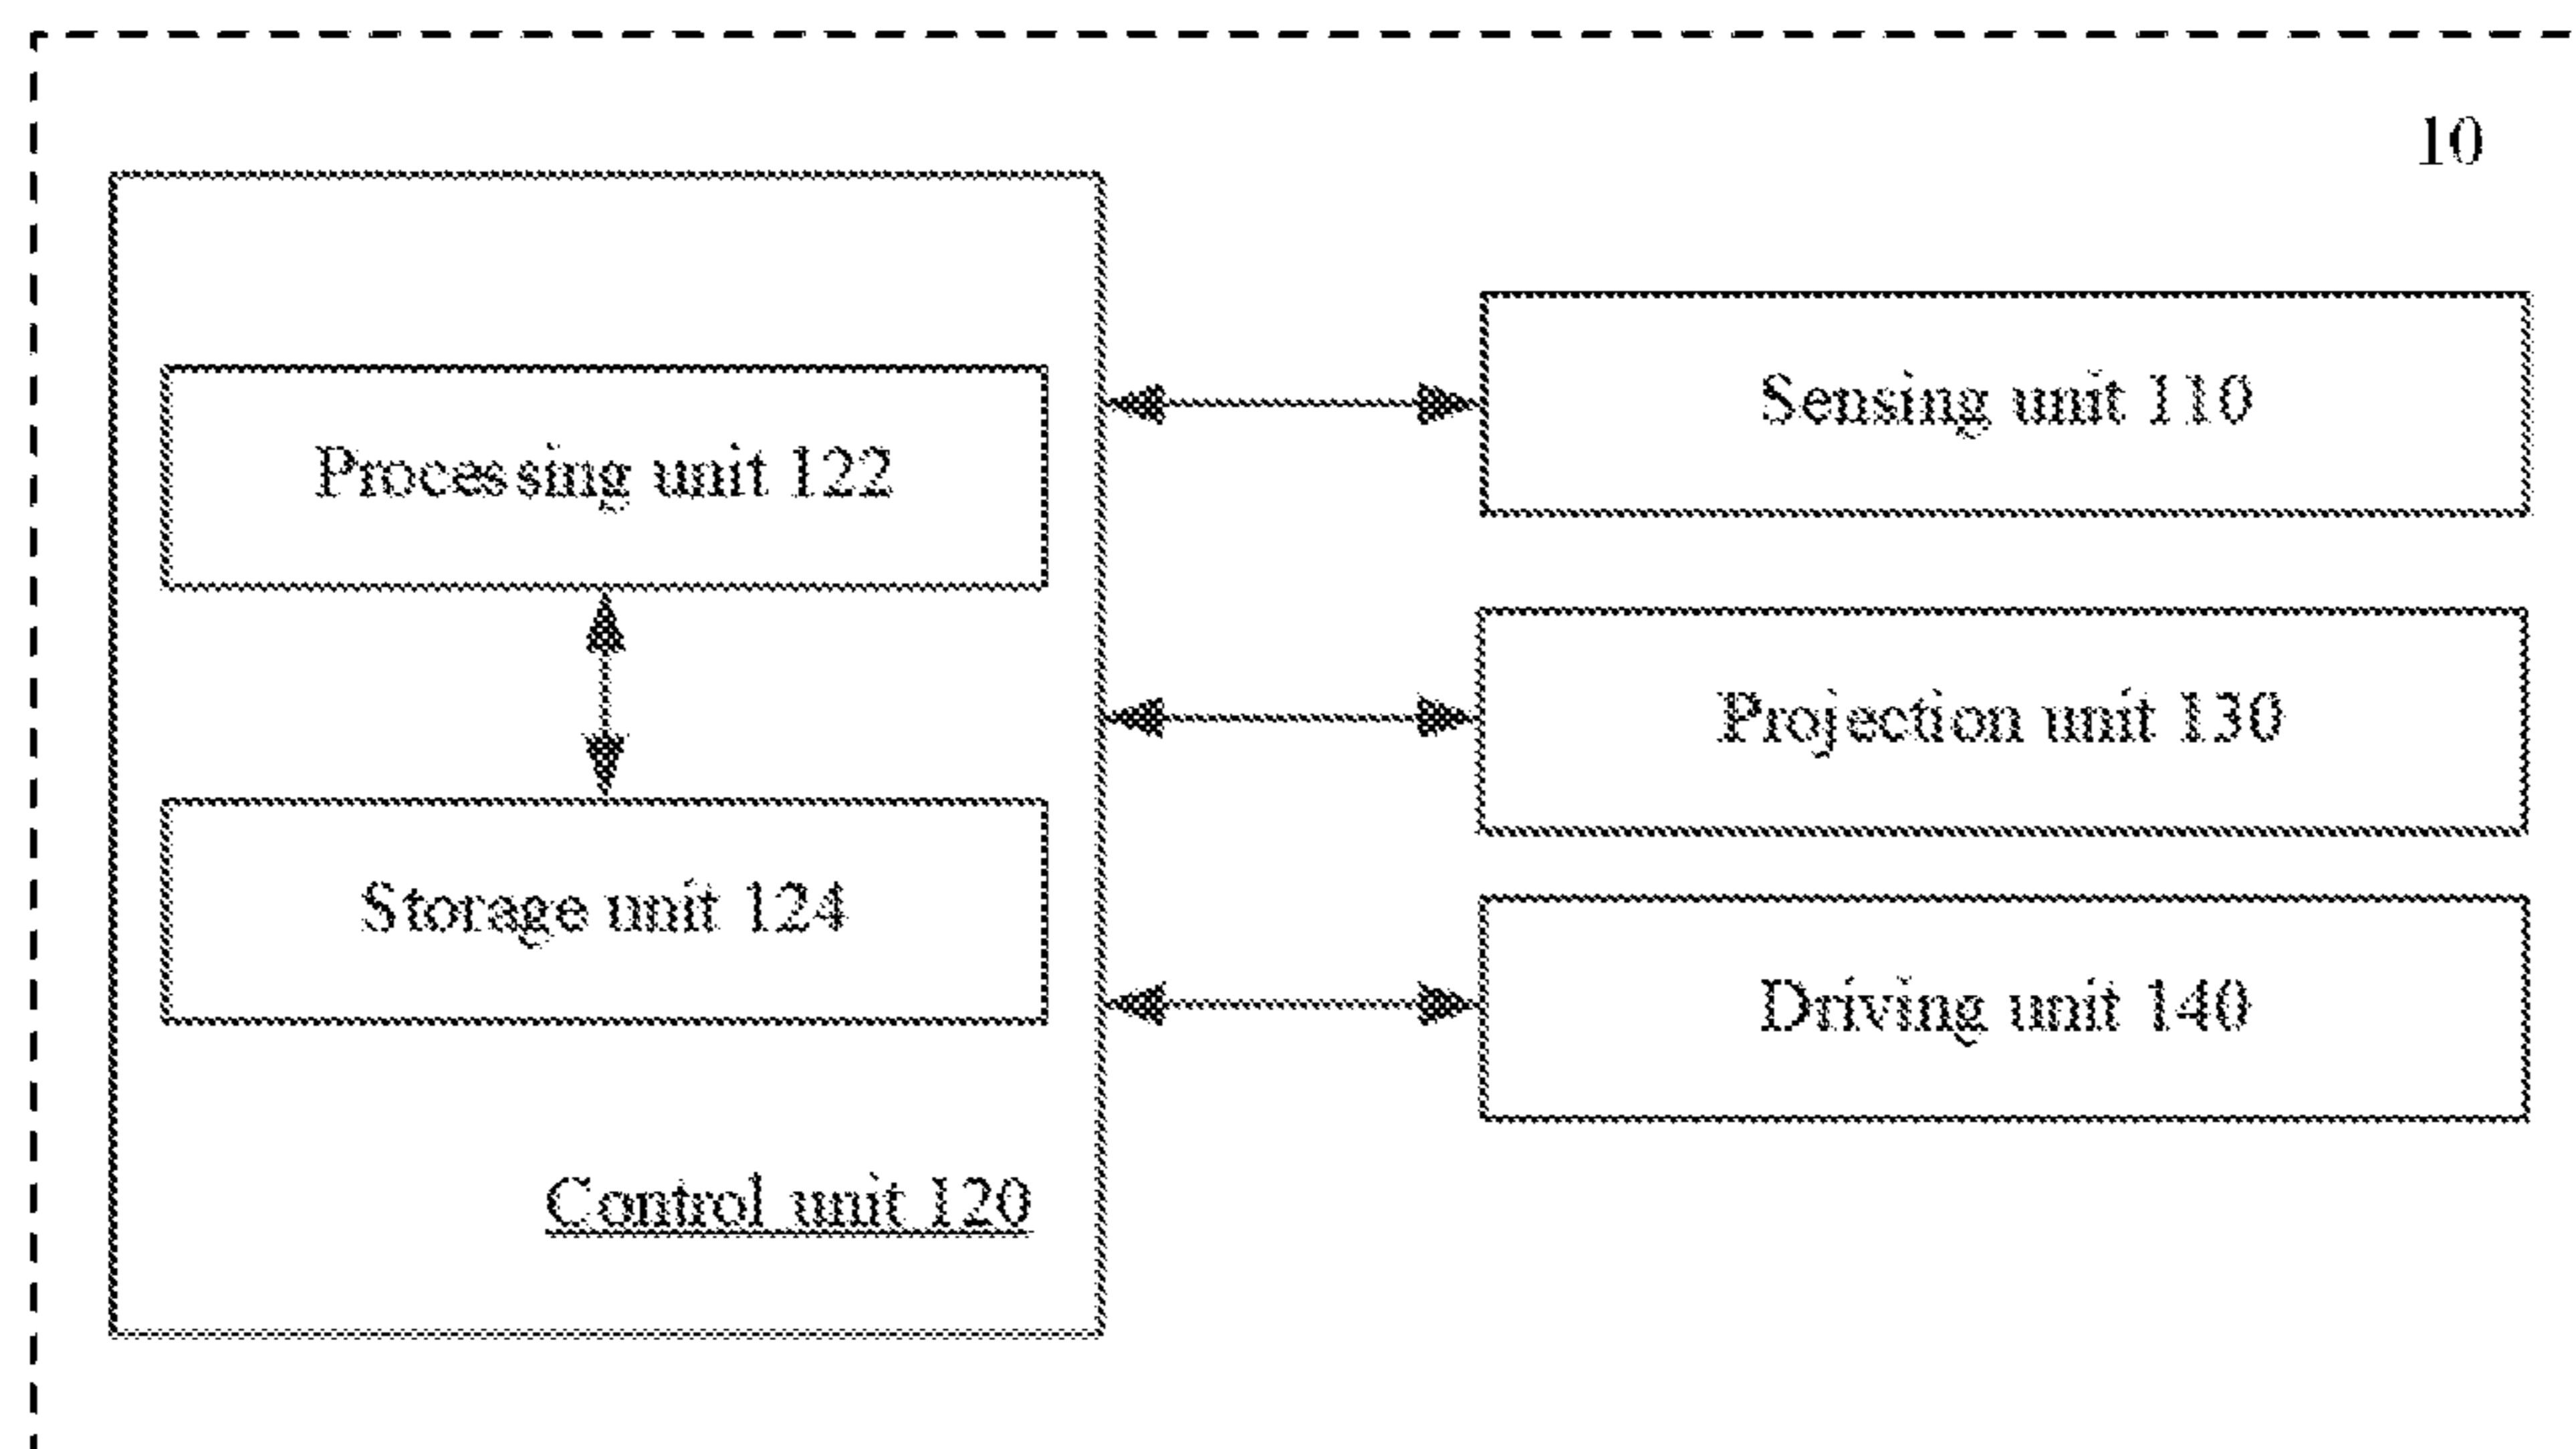 10
Processing unit 122
Storage unit 124
Control unit 120
Sensing unit 110
Projection unit 130
Driving unit 140